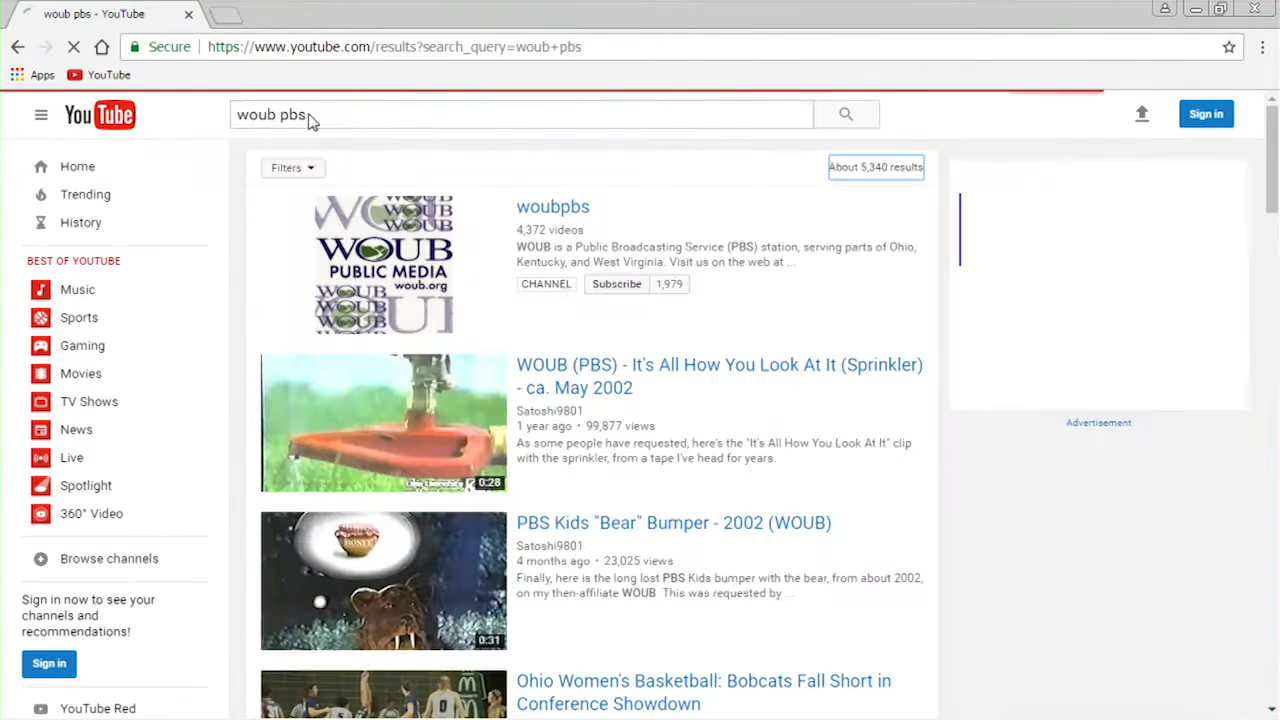 woub pbs - YouTube
Secure https://www.youtube.com/results?search_query=woub+pbs
Apps YouTube
YouTube
woub pbs
Sign in
Home
Trending
History
BEST OF YOUTUBE
Music
Sports
Gaming
Movies
TV Shows
News
Live
Spotlight
360° Video
Browse channels
Sign in now to see your
channels and
recommendations!
Sign in
YouTube Red
Filters
About 5,340 results
WOUB
WOUB
WOUB
WOUB
PUBLIC MEDIA
woub.org
WOUB
WOUB
WOUB
woubpbs
4,372 videos
WOUB is a Public Broadcasting Service (PBS) station, serving parts of Ohio,
Kentucky, and West Virginia. Visit us on the web at ...
CHANNEL Subscribe 1,979
0:28
WOUB (PBS) - It's All How You Look At It (Sprinkler)
- ca. May 2002
Satoshi9801
1 year ago • 99,877 views
As some people have requested, here's the "It's All How You Look At It" clip
with the sprinkler, from a tape I've head for years.
HONEY
0:31
PBS Kids "Bear" Bumper - 2002 (WOUB)
Satoshi9801
4 months ago • 23,025 views
Finally, here is the long lost PBS Kids bumper with the bear, from about 2002,
on my then-affiliate WOUB This was requested by ...
0
Ohio Women's Basketball: Bobcats Fall Short in
Conference Showdown
Advertisement